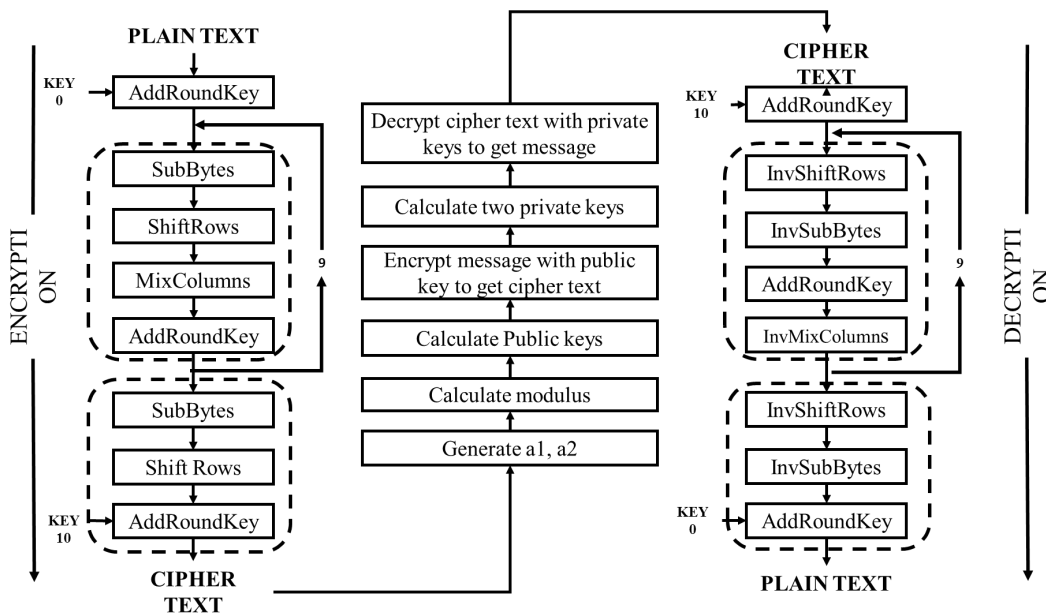 ENCRYPTI
ON
PLAIN TEXT
KEY
0
AddRoundKey
SubBytes
ShiftRows
MixColumns
AddRoundKey
9
SubBytes
Shift Rows
KEY
10
AddRoundKey
CIPHER
TEXT
Decrypt cipher text with private
keys to get message
Calculate two private keys
Encrypt message with public
key to get cipher text
Calculate Public keys
Calculate modulus
Generate a1, a2
CIPHER
TEXT
KEY
10
AddRoundKey
InvShiftRows
InvSubBytes
AddRoundKey
InvMixColumns
9
InvShiftRows
InvSubBytes
KEY
0
AddRoundKey
PLAIN TEXT
DECRYPTI
ON